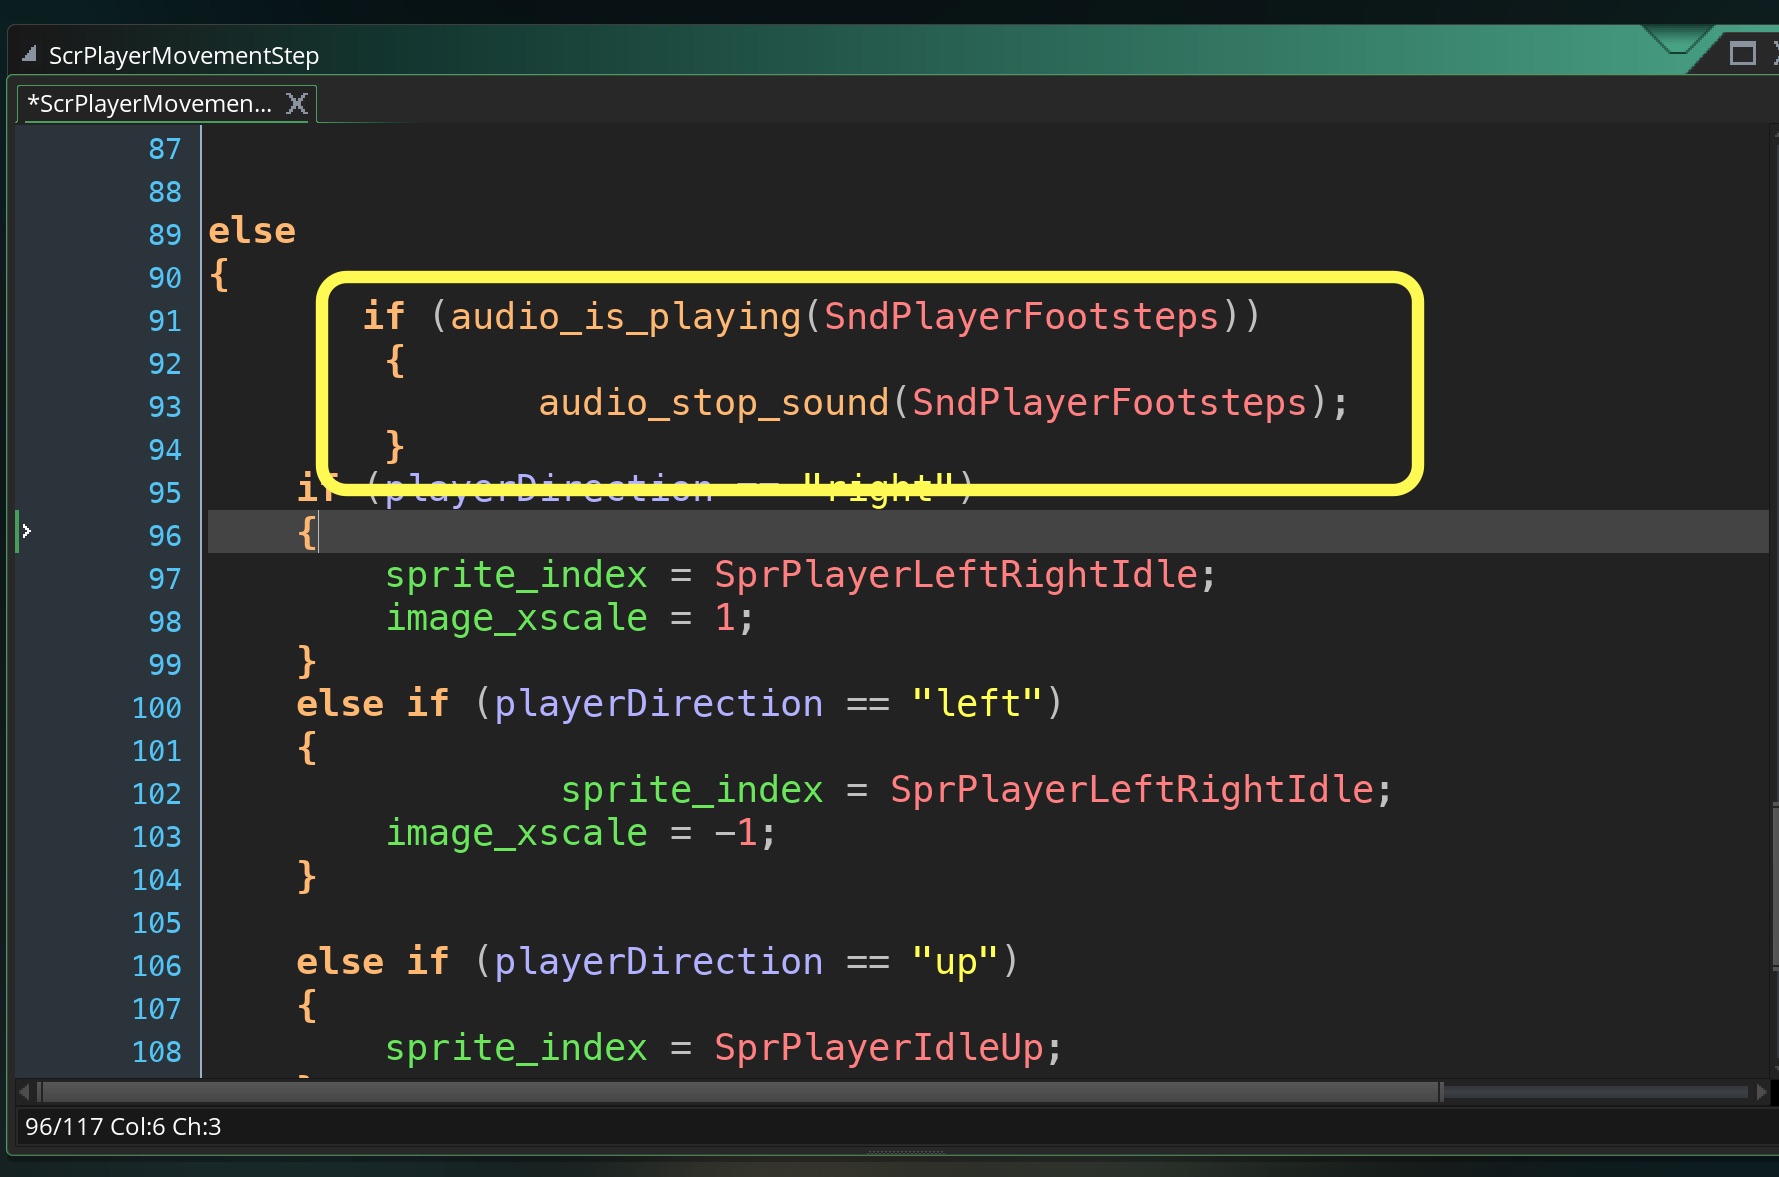 ScrPlayerMovementStep
*ScrPlayerMovemen...
87
88
89 else
90 {
91 if (audio_is_playing(SndPlayerFootsteps))
92 {
93 audio_stop_sound(SndPlayerFootsteps);
94 }
95 if (playerDirection == "right")
96 {
97 sprite_index = SprPlayerLeftRightIdle;
98 image_xscale = 1;
99 }
100 else if (playerDirection == "left")
101 {
102 sprite_index = SprPlayerLeftRightIdle;
103 image_xscale = -1;
104 }
105
106 else if (playerDirection == "up")
107 {
108 sprite_index = SprPlayerIdleUp;
96/117 Col:6 Ch:3